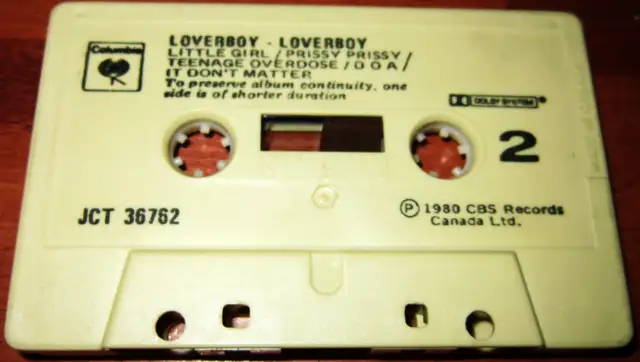 Columbia
LOVERBOY - LOVERBOY
LITTLE GIRL / PRISSY PRISSY /
TEENAGE OVERDOSE / D O A /
IT DON'T MATTER
To preserve album continuity, one
side is of shorter duration
DOLBY SYSTEM
2
JCT 36762
Ⓟ 1980 CBS Records
Canada Ltd.